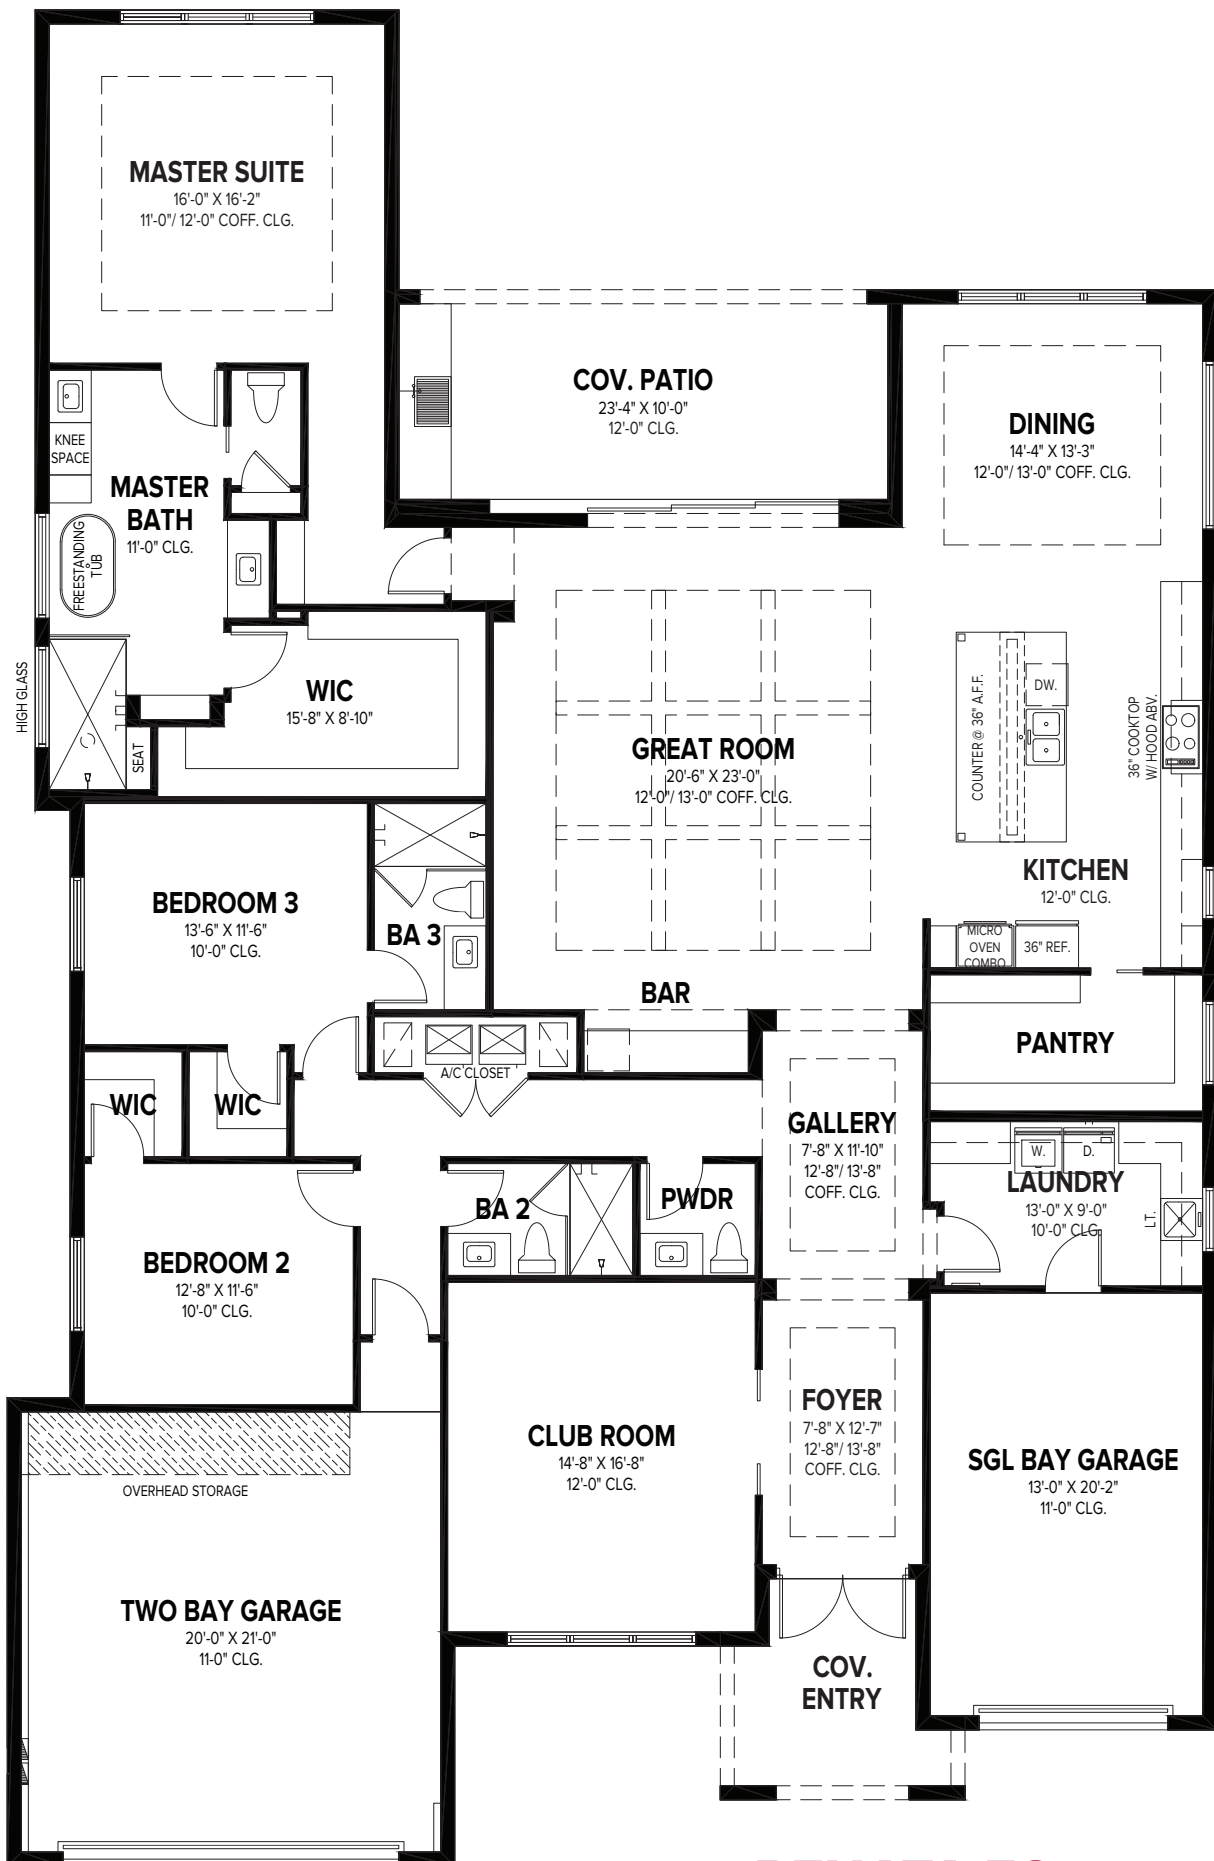 MASTER SUITE
16'-0" X 16'-2"
11'-0"/ 12'-0" COFF. CLG.
COV. PATIO
23'-4" X 10'-0"
12'-0" CLG.
DINING
14'-4" X 13'-3"
12'-0"/ 13'-0" COFF. CLG.
KNEE
SPACE
MASTER
BATH
11'-0" CLG.
FREESTANDING
TUB
HIGH GLASS
SEAT
WIC
15'-8" X 8'-10"
GREAT ROOM
20'-6" X 23'-0"
12'-0"/ 13'-0" COFF. CLG.
COUNTER @ 36" A.F.F.
DW.
36" COOKTOP
W/ HOOD ABV.
KITCHEN
12'-0" CLG.
MICRO
OVEN
COMBO
36" REF.
BEDROOM 3
13'-6" X 11'-6"
10'-0" CLG.
BA 3
BAR
PANTRY
A/C CLOSET
WIC
WIC
GALLERY
7'-8" X 11'-10"
12'-8"/ 13'-8"
COFF. CLG.
W.
D.
LAUNDRY
13'-0" X 9'-0"
10'-0" CLG.
LT.
BA 2
PWDR
BEDROOM 2
12'-8" X 11'-6"
10'-0" CLG.
CLUB ROOM
14'-8" X 16'-8"
12'-0" CLG.
FOYER
7'-8" X 12'-7"
12'-8"/ 13'-8"
COFF. CLG.
SGL BAY GARAGE
13'-0" X 20'-2"
11'-0" CLG.
OVERHEAD STORAGE
TWO BAY GARAGE
20'-0" X 21'-0"
11-0" CLG.
COV.
ENTRY